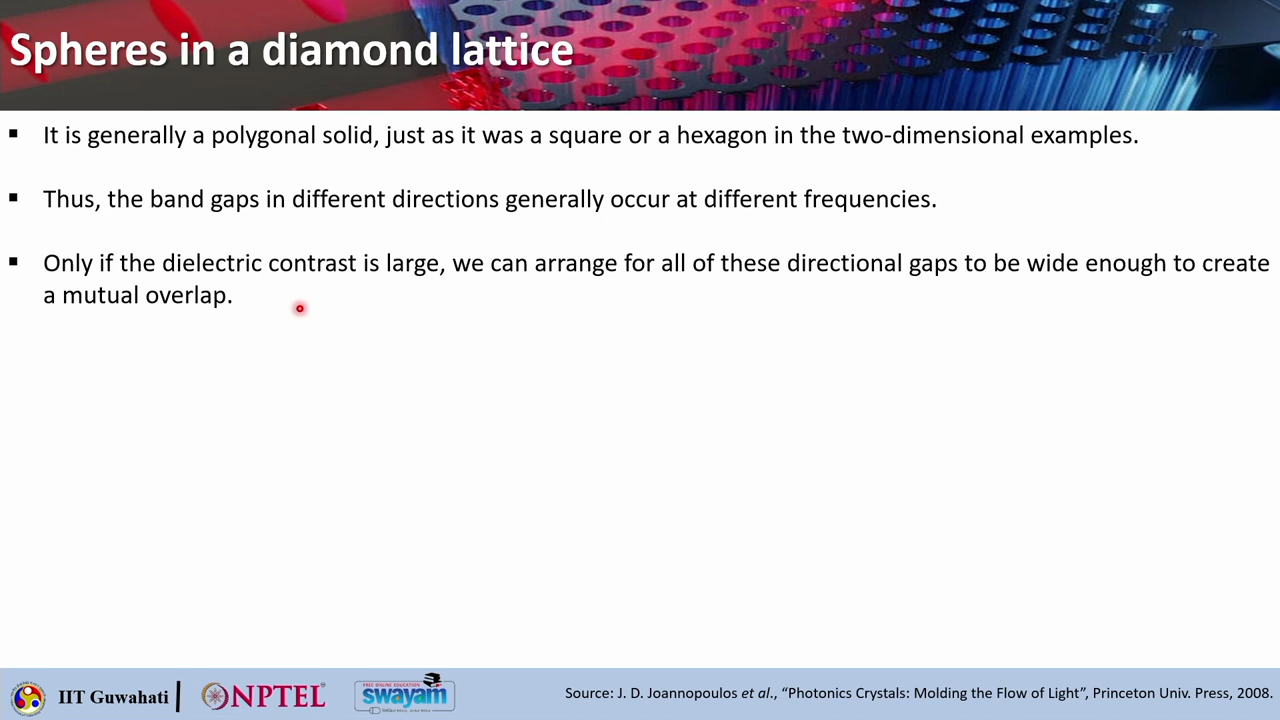 Spheres in a diamond lattice
▪ It is generally a polygonal solid, just as it was a square or a hexagon in the two-dimensional examples.
▪ Thus, the band gaps in different directions generally occur at different frequencies.
▪ Only if the dielectric contrast is large, we can arrange for all of these directional gaps to be wide enough to create
a mutual overlap.
IIT Guwahati
NPTEL
FREE ONLINE EDUCATION
swayam
Source: J. D. Joannopoulos et al., “Photonics Crystals: Molding the Flow of Light”, Princeton Univ. Press, 2008.